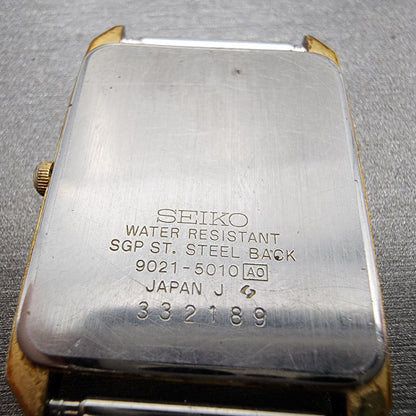 SEIKO
WATER RESISTANT
SGP ST. STEEL BACK
9021-5010 A0
JAPAN J
332189